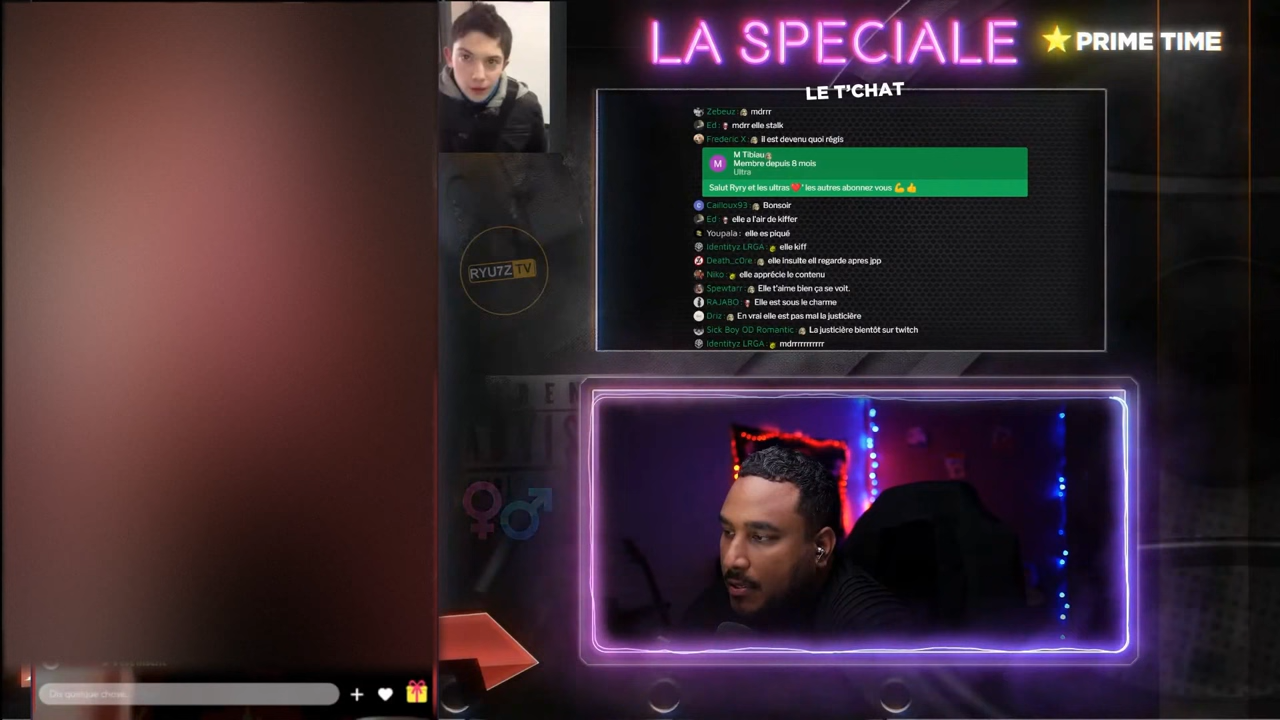 LA SPECIALE
PRIME TIME
LE T'CHAT
Zebeuz : mdrrr
Ed : mdrr elle stalk
Frederic X il est devenu quoi régis
M
M Tibiau
Membre depuis 8 mois
Ultra
Salut Ryry et les ultras ❤️' les autres abonnez vous 💪👍
Cailloux93 : Bonsoir
Ed : elle a l'air de kiffer
Youpala : elle es piqué
Identityz LRGA : elle kiff
Death_c0re : elle insulte ell regarde apres jpp
Niko : elle apprécie le contenu
Spewtarr : Elle t'aime bien ça se voit.
RAJABO : Elle est sous le charme
Driz : En vrai elle est pas mal la justicière
Sick Boy OD Romantic : La justicière bientôt sur twitch
Identityz LRGA : mdrrrrrrrrrrr
RYU7Z TV
Dis quelque chose...